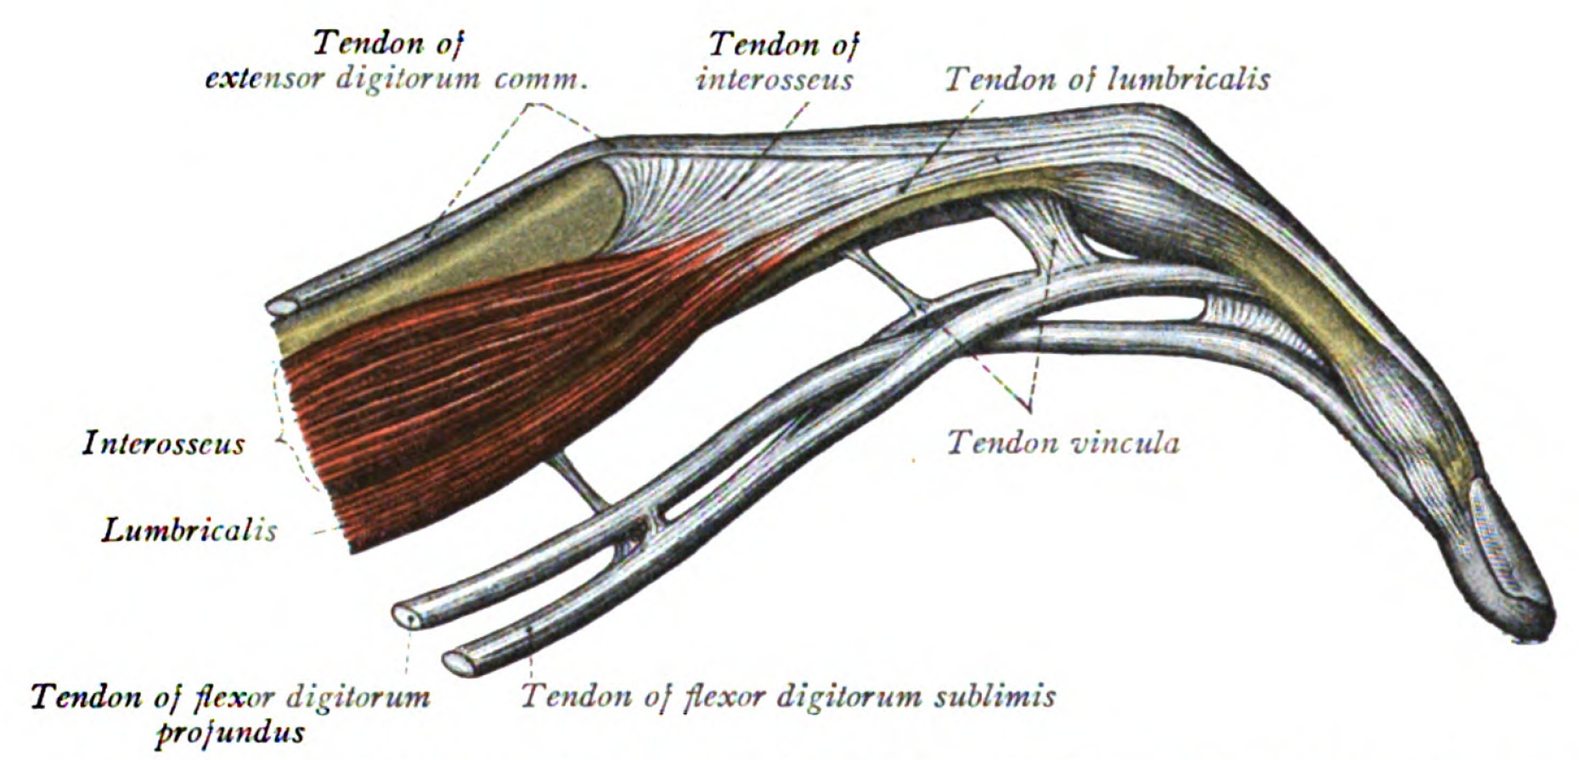 Tendon of
extensor digitorum comm.
Tendon of
interosseus
Tendon of lumbricalis
Interosseus
Tendon vincula
Lumbricalis
Tendon of flexor digitorum
profundus
Tendon of flexor digitorum sublimis